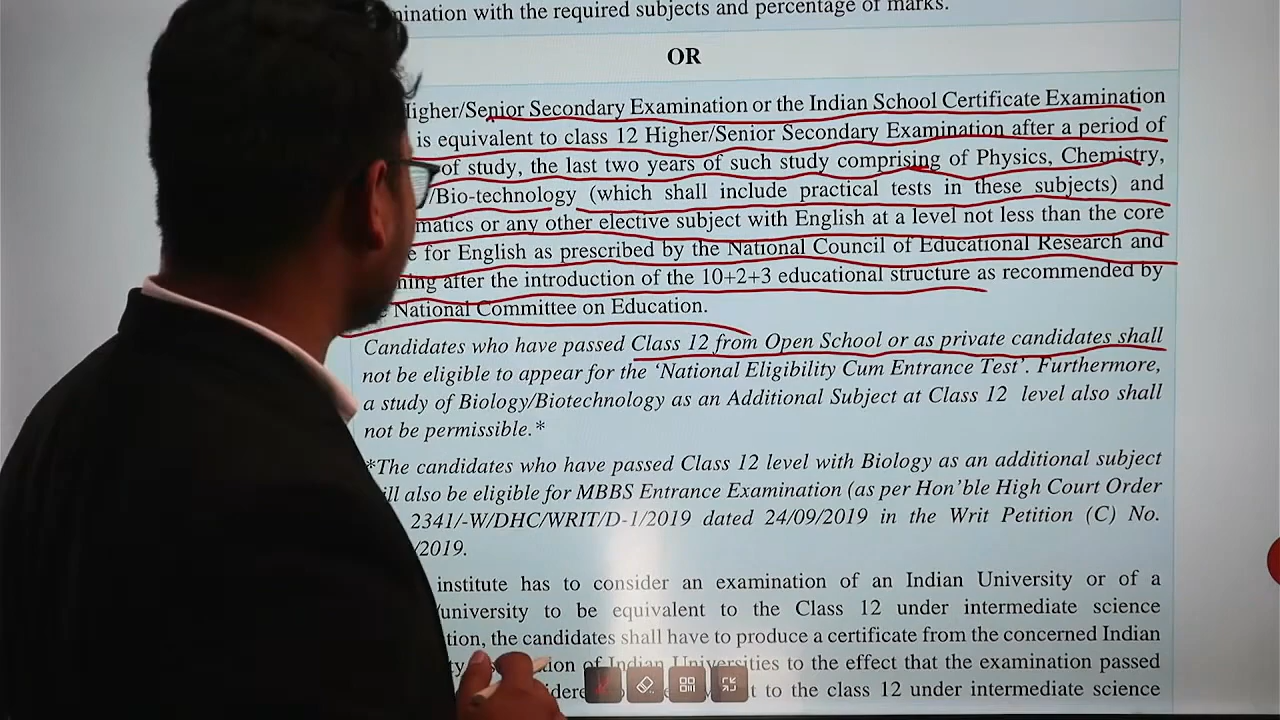 mination with the required subjects and percentage of marks.
OR
Higher/Senior Secondary Examination or the Indian School Certificate Examination
is equivalent to class 12 Higher/Senior Secondary Examination after a period of
of study, the last two years of such study comprising of Physics, Chemistry,
/Bio-technology (which shall include practical tests in these subjects) and
matics or any other elective subject with English at a level not less than the core
e for English as prescribed by the National Council of Educational Research and
ning after the introduction of the 10+2+3 educational structure as recommended by
National Committee on Education.
Candidates who have passed Class 12 from Open School or as private candidates shall
not be eligible to appear for the ‘National Eligibility Cum Entrance Test’. Furthermore,
a study of Biology/Biotechnology as an Additional Subject at Class 12 level also shall
not be permissible.*
*The candidates who have passed Class 12 level with Biology as an additional subject
ill also be eligible for MBBS Entrance Examination (as per Hon’ble High Court Order
2341/-W/DHC/WRIT/D-1/2019 dated 24/09/2019 in the Writ Petition (C) No.
/2019.
institute has to consider an examination of an Indian University or of a
/university to be equivalent to the Class 12 under intermediate science
tion, the candidates shall have to produce a certificate from the concerned Indian
of Indian Universities to the effect that the examination passed
t to the class 12 under intermediate science